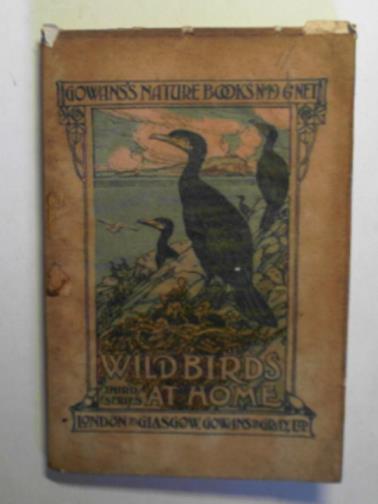 GOWANS'S NATURE BOOKS No 19 6D NET
WILD BIRDS
THIRD SERIES AT HOME
LONDON & GLASGOW, GOWANS & GRAY, LTD